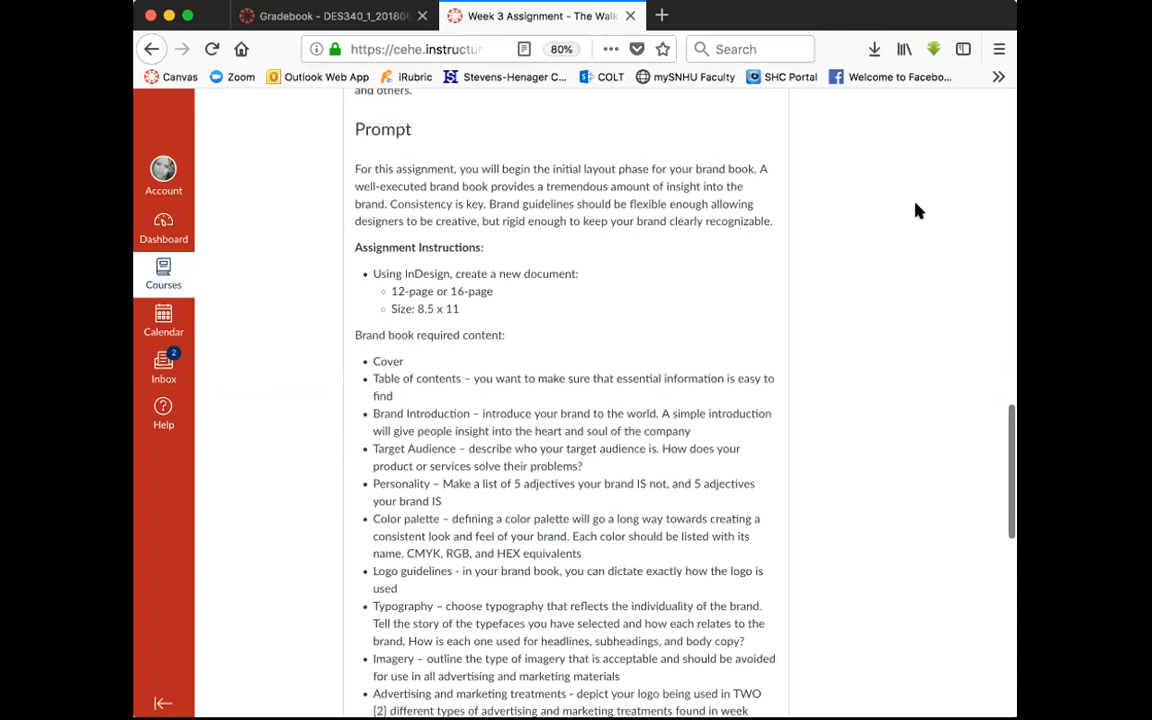 Gradebook - DES340_1_201806
Week 3 Assignment - The Walk
https://cehe.instructur
80%
Search
Canvas
Zoom
Outlook Web App
iRubric
Stevens-Henager C...
COLT
mySNHU Faculty
SHC Portal
Welcome to Facebo...
and others.
Prompt
For this assignment, you will begin the initial layout phase for your brand book. A
well-executed brand book provides a tremendous amount of insight into the
brand. Consistency is key. Brand guidelines should be flexible enough allowing
designers to be creative, but rigid enough to keep your brand clearly recognizable.
Assignment Instructions:
• Using InDesign, create a new document:
◦ 12-page or 16-page
◦ Size: 8.5 x 11
Brand book required content:
• Cover
• Table of contents – you want to make sure that essential information is easy to
find
• Brand Introduction – introduce your brand to the world. A simple introduction
will give people insight into the heart and soul of the company
• Target Audience – describe who your target audience is. How does your
product or services solve their problems?
• Personality – Make a list of 5 adjectives your brand IS not, and 5 adjectives
your brand IS
• Color palette – defining a color palette will go a long way towards creating a
consistent look and feel of your brand. Each color should be listed with its
name, CMYK, RGB, and HEX equivalents
• Logo guidelines - in your brand book, you can dictate exactly how the logo is
used
• Typography – choose typography that reflects the individuality of the brand.
Tell the story of the typefaces you have selected and how each relates to the
brand. How is each one used for headlines, subheadings, and body copy?
• Imagery – outline the type of imagery that is acceptable and should be avoided
for use in all advertising and marketing materials
• Advertising and marketing treatments - depict your logo being used in TWO
[2] different types of advertising and marketing treatments found in week
Account
Dashboard
Courses
Calendar
2
Inbox
Help